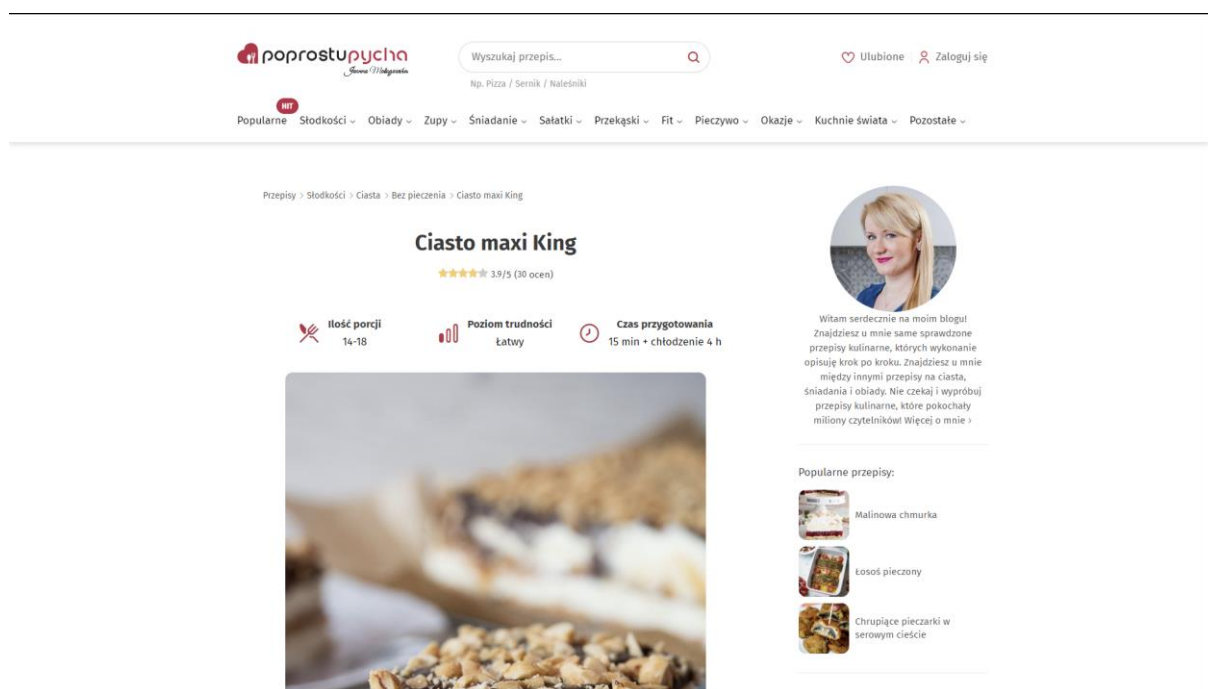 poprostupycha
Wyszukaj przepis...
Ulubione
Zaloguj się
Np. Pizza / Sernik / Naleśniki
HIT
Popularne Słodkości Obiady Zupy Śniadanie Sałatki Przekąski Fit Pieczywo Okazje Kuchnie świata Pozostałe
Przepisy > Słodkości > Ciasta > Bez pieczenia > Ciasto maxi King
Ciasto maxi King
3.9/5 (30 ocen)
Ilość porcji
14-18
Poziom trudności
Łatwy
Czas przygotowania
15 min + chłodzenie 4 h
Witam serdecznie na moim blogu!
Znajdziesz u mnie same sprawdzone
przepisy kulinarne, których wykonanie
opisuję krok po kroku. Znajdziesz u mnie
między innymi przepisy na ciasta,
śniadania i obiady. Nie czekaj i wypróbuj
przepisy kulinarne, które pokochały
miliony czytelników! Więcej o mnie >
Popularne przepisy:
Malinowa chmurka
Łosoś pieczony
Chrupiące pieczarki w
serowym cieście